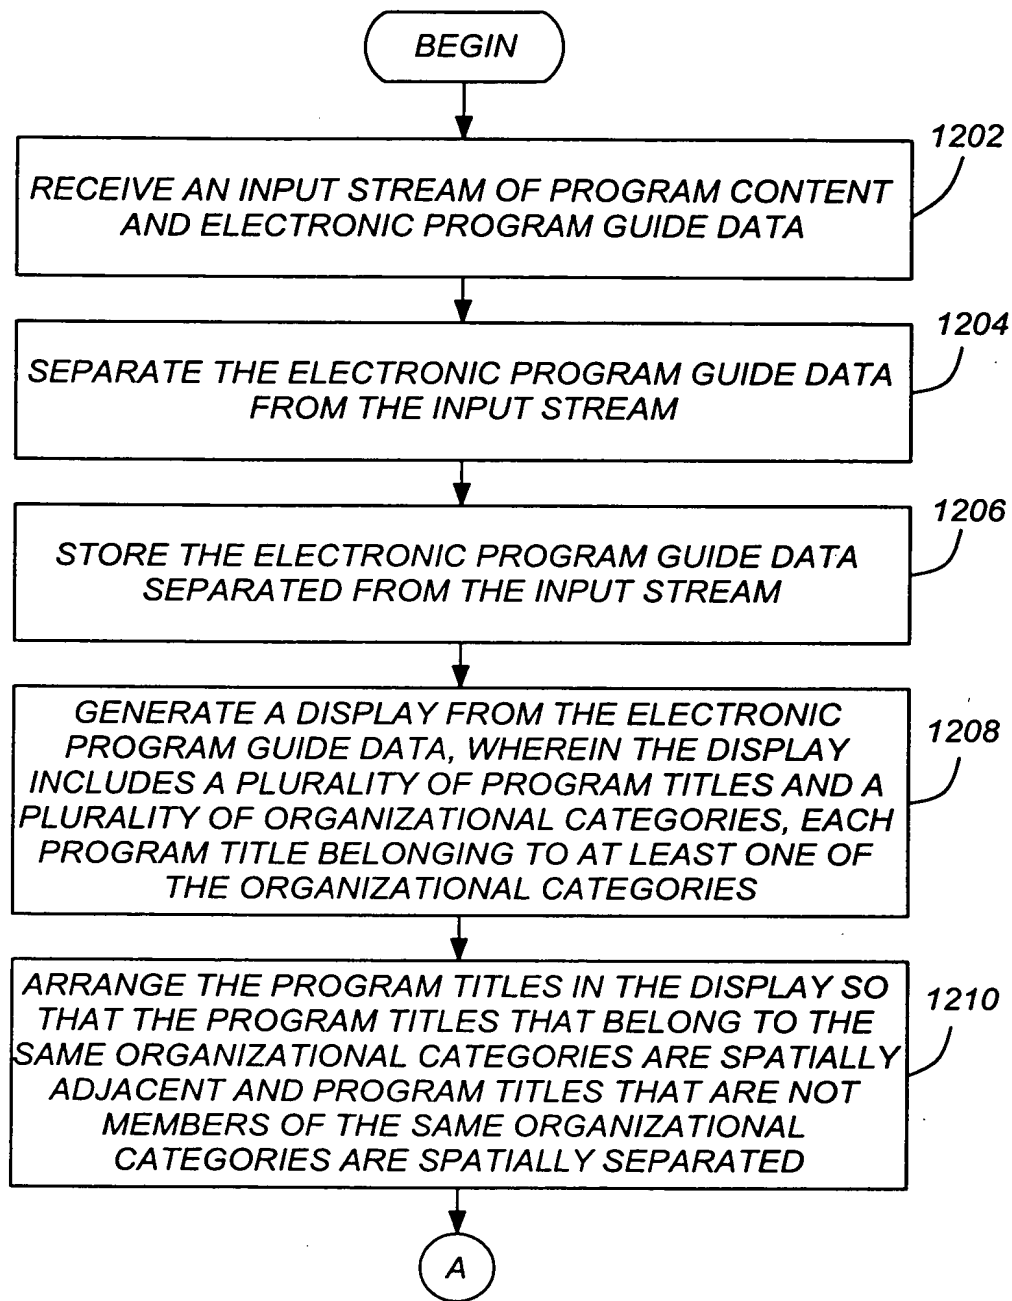 BEGIN
1202
RECEIVE AN INPUT STREAM OF PROGRAM CONTENT
AND ELECTRONIC PROGRAM GUIDE DATA
1204
SEPARATE THE ELECTRONIC PROGRAM GUIDE DATA
FROM THE INPUT STREAM
1206
STORE THE ELECTRONIC PROGRAM GUIDE DATA
SEPARATED FROM THE INPUT STREAM
1208
GENERATE A DISPLAY FROM THE ELECTRONIC
PROGRAM GUIDE DATA, WHEREIN THE DISPLAY
INCLUDES A PLURALITY OF PROGRAM TITLES AND A
PLURALITY OF ORGANIZATIONAL CATEGORIES, EACH
PROGRAM TITLE BELONGING TO AT LEAST ONE OF
THE ORGANIZATIONAL CATEGORIES
1210
ARRANGE THE PROGRAM TITLES IN THE DISPLAY SO
THAT THE PROGRAM TITLES THAT BELONG TO THE
SAME ORGANIZATIONAL CATEGORIES ARE SPATIALLY
ADJACENT AND PROGRAM TITLES THAT ARE NOT
MEMBERS OF THE SAME ORGANIZATIONAL
CATEGORIES ARE SPATIALLY SEPARATED
A